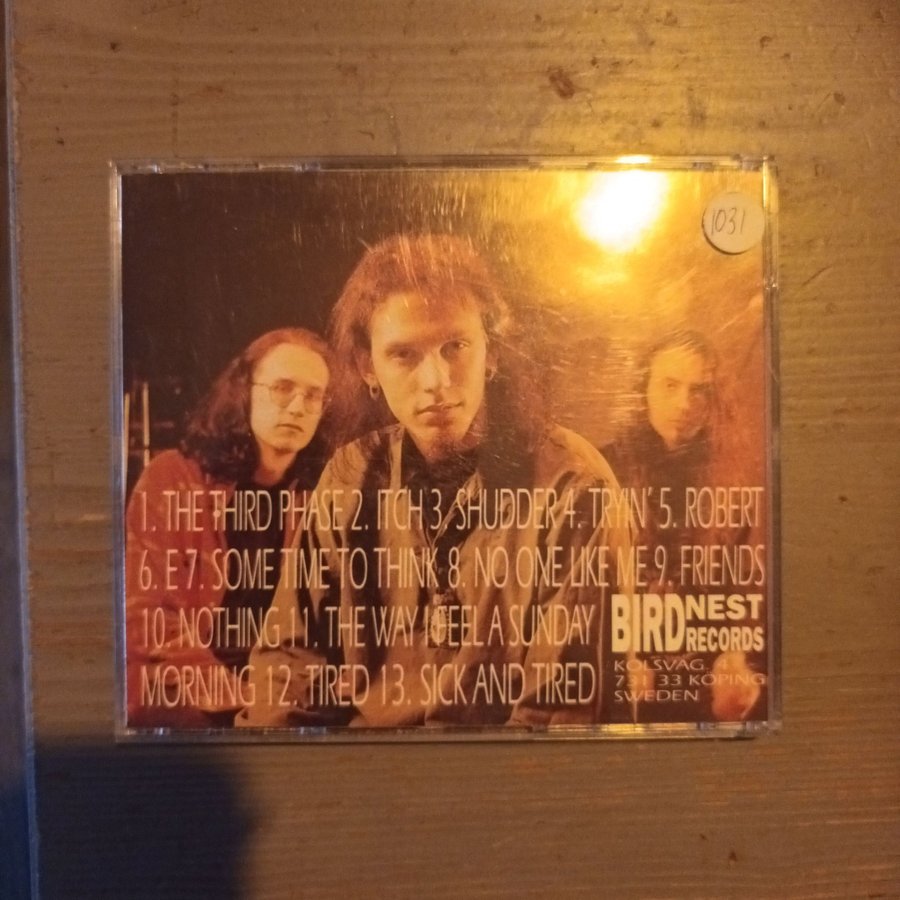 1031
1. THE THIRD PHASE 2. ITCH 3. SHUDDER 4. TRYIN' 5. ROBERT
6. E 7. SOME TIME TO THINK 8. NO ONE LIKE ME 9. FRIENDS
10. NOTHING 11. THE WAY I FEEL A SUNDAY
MORNING 12. TIRED 13. SICK AND TIRED
BIRDNEST RECORDS
KOLSVAG.
731 33 KÖPING
SWEDEN